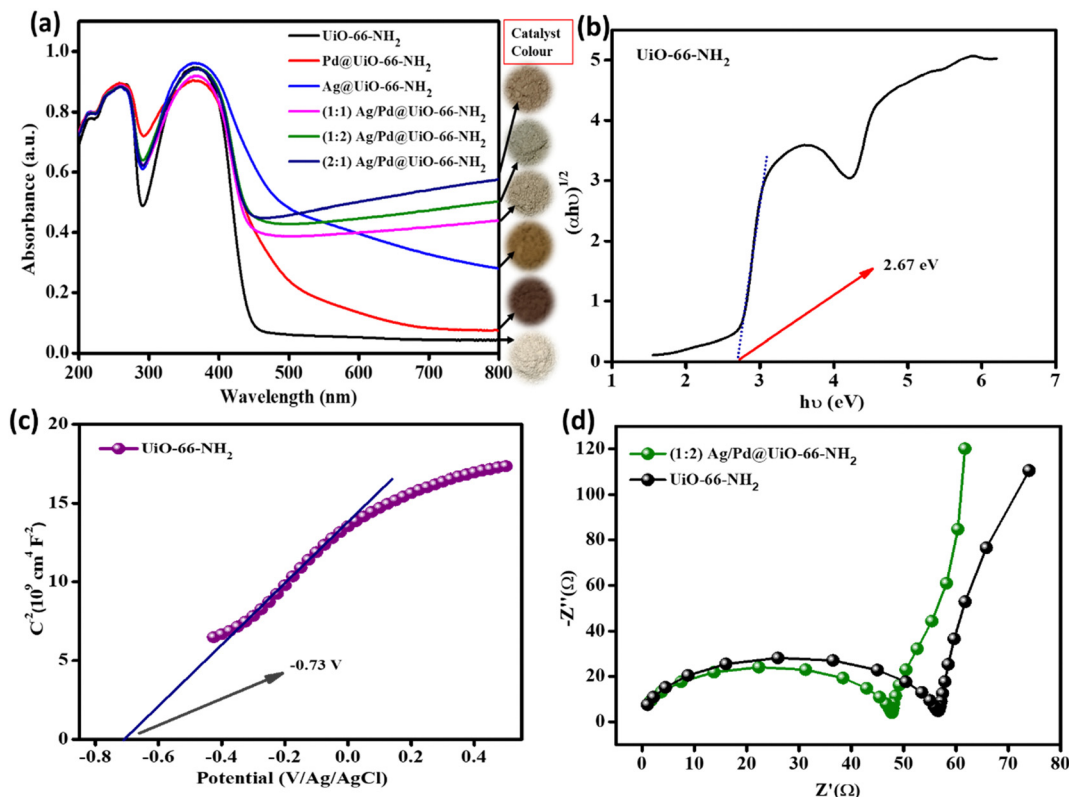 (a)
UiO-66-NH2
Pd@UiO-66-NH2
Ag@UiO-66-NH2
(1:1) Ag/Pd@UiO-66-NH2
(1:2) Ag/Pd@UiO-66-NH2
(2:1) Ag/Pd@UiO-66-NH2
Catalyst
Colour
Absorbance (a.u.)
1.0
0.8
0.6
0.4
0.2
0.0
200 300 400 500 600 700 800
Wavelength (nm)
(b)
UiO-66-NH2
(αhυ)1/2
5
4
3
2
1
0
2.67 eV
1 2 3 4 5 6 7
hυ (eV)
(c)
UiO-66-NH2
C-2(109 cm4 F-2)
20
15
10
5
0
-0.73 V
-0.8 -0.6 -0.4 -0.2 0.0 0.2 0.4
Potential (V/Ag/AgCl)
(d)
(1:2) Ag/Pd@UiO-66-NH2
UiO-66-NH2
-Z''(Ω)
120
100
80
60
40
20
0
0 10 20 30 40 50 60 70 80
Z'(Ω)